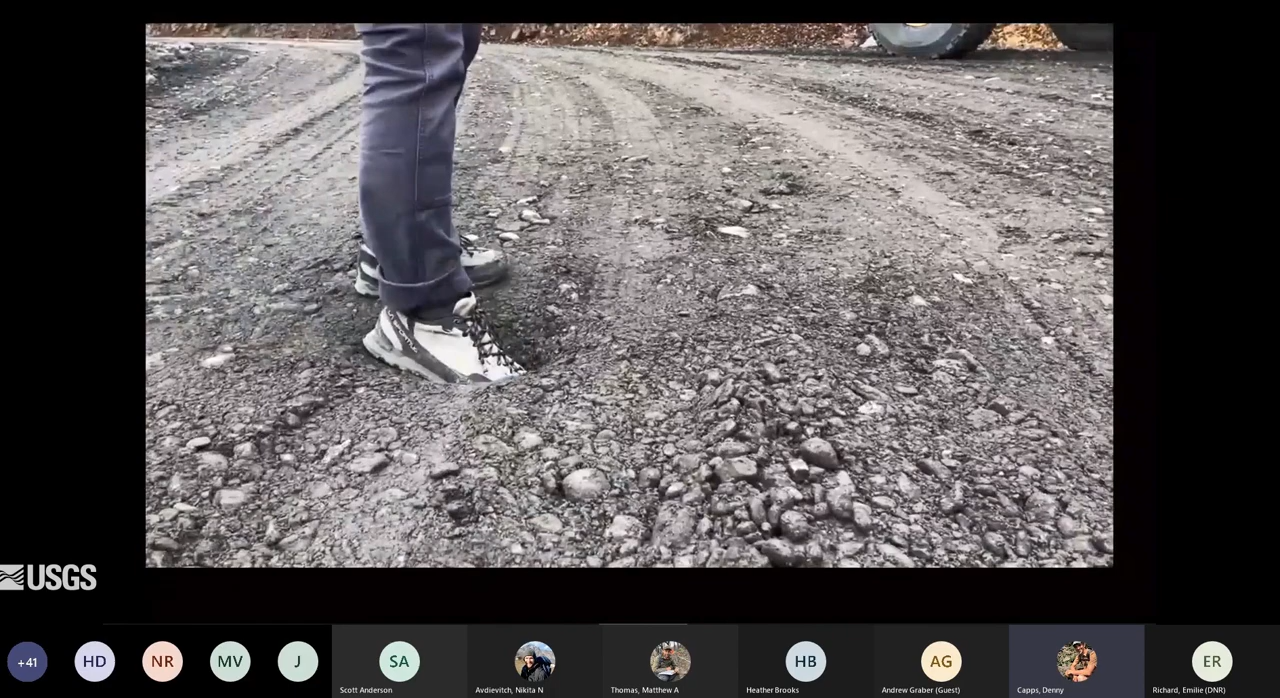 USGS
+41
HD
NR
MV
J
SA
Scott Anderson
Avdievitch, Nikita N
Thomas, Matthew A
HB
Heather Brooks
AG
Andrew Graber (Guest)
Capps, Denny
ER
Richard, Emilie (DNR)